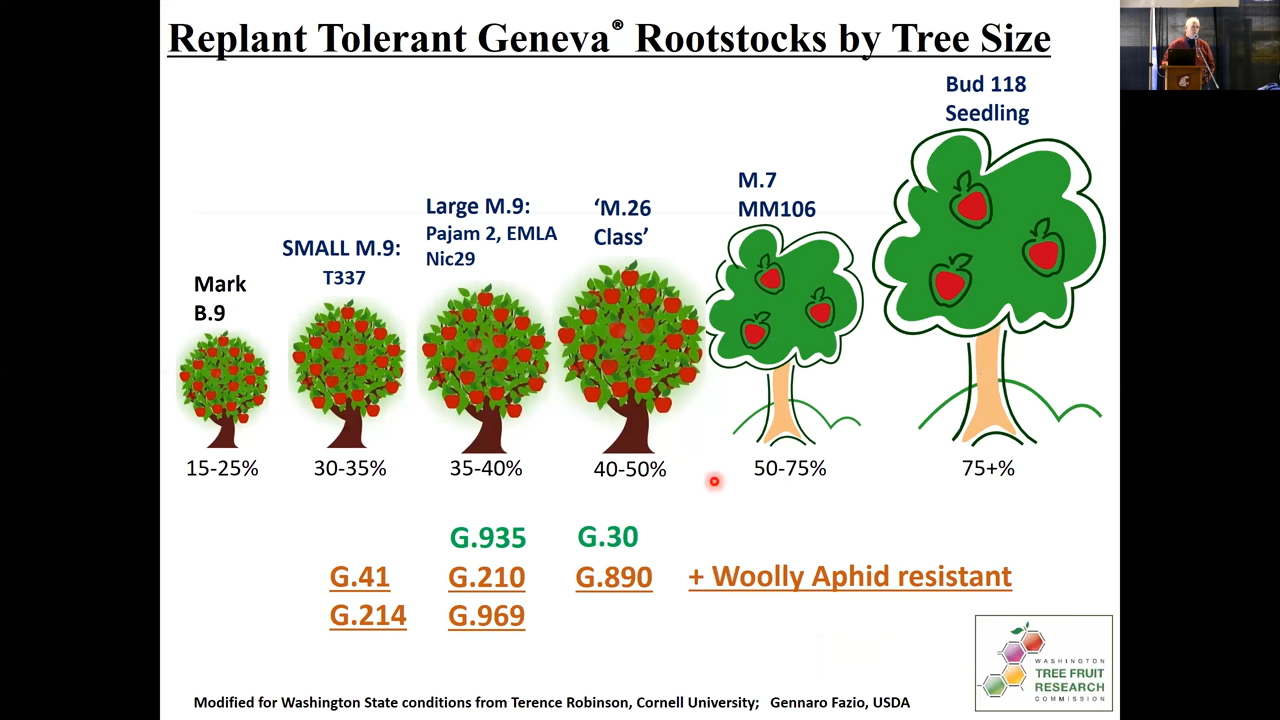 Replant Tolerant Geneva® Rootstocks by Tree Size
Bud 118
Seedling
M.7
MM106
‘M.26
Class’
Large M.9:
Pajam 2, EMLA
Nic29
SMALL M.9:
T337
Mark
B.9
15-25%
30-35%
35-40%
40-50%
50-75%
75+%
G.935
G.30
G.41
G.210
G.890
+ Woolly Aphid resistant
G.214
G.969
WASHINGTON
TREE FRUIT
RESEARCH
COMMISSION
Modified for Washington State conditions from Terence Robinson, Cornell University; Gennaro Fazio, USDA